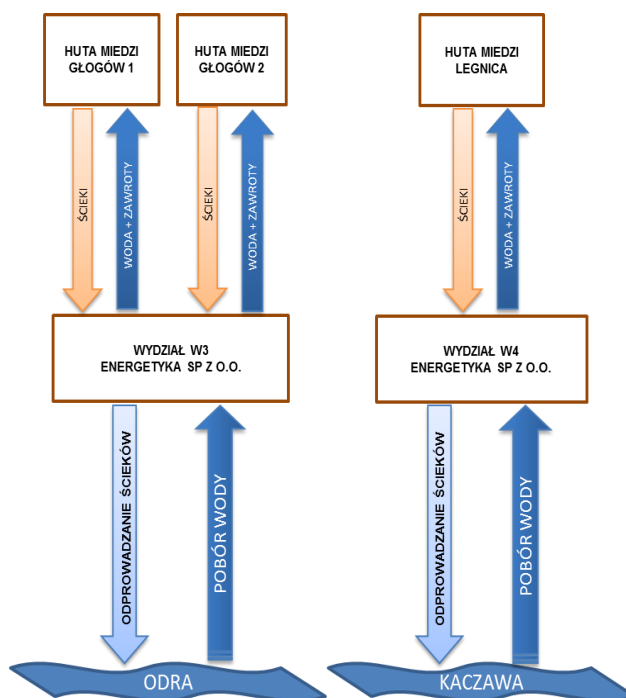 HUTA MIEDZI
GŁOGÓW 1
HUTA MIEDZI
GŁOGÓW 2
HUTA MIEDZI
LEGNICA
ŚCIEKI
WODA + ZAWROTY
ŚCIEKI
WODA + ZAWROTY
ŚCIEKI
WODA + ZAWROTY
WYDZIAŁ W3
ENERGETYKA SP Z O.O.
WYDZIAŁ W4
ENERGETYKA SP Z O.O.
ODPROWADZANIE ŚCIEKÓW
POBÓR WODY
ODPROWADZANIE ŚCIEKÓW
POBÓR WODY
ODRA
KACZAWA